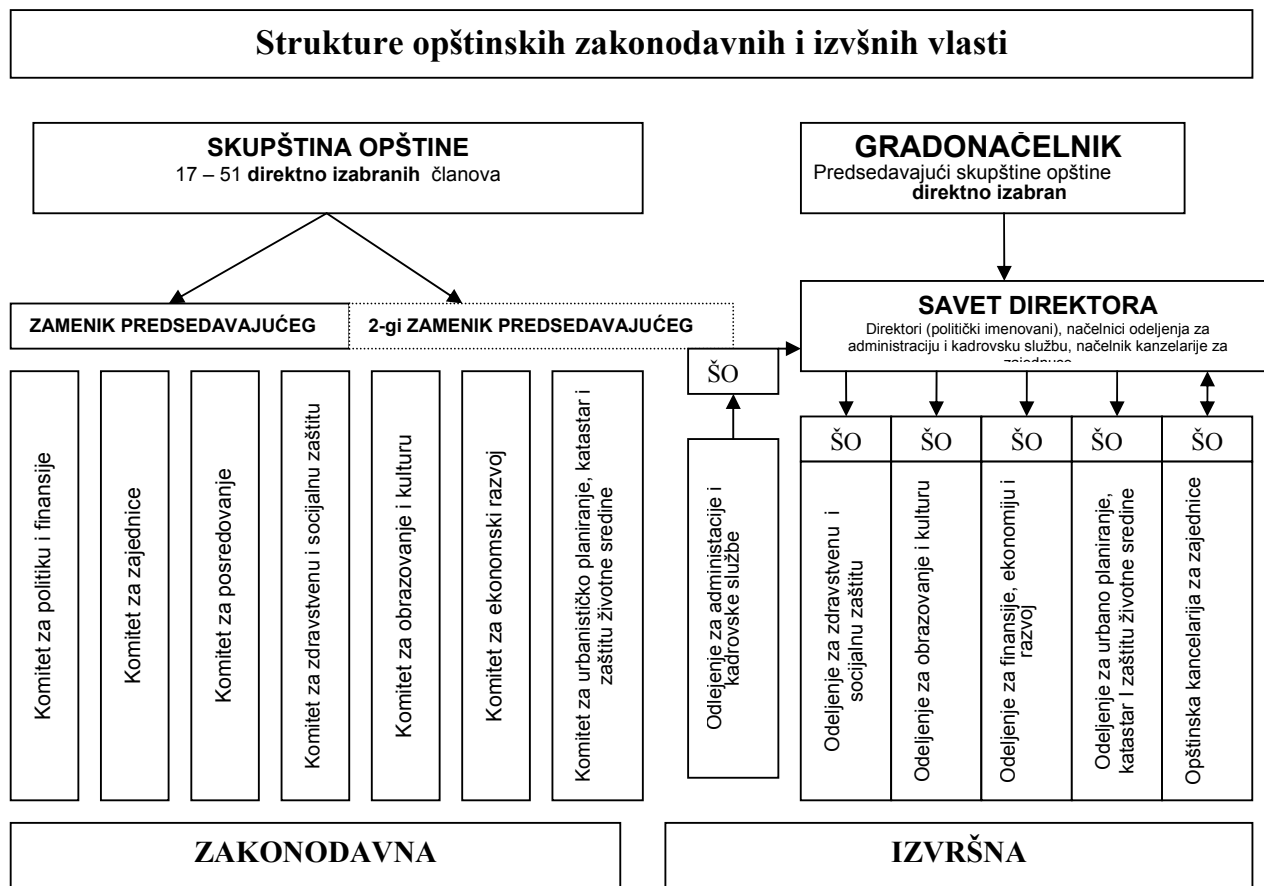 Strukture opštinskih zakonodavnih i izvšnih vlasti
SKUPŠTINA OPŠTINE
17 – 51 direktno izabranih članova
GRADONAČELNIK
Predsedavajući skupštine opštine
direktno izabran
ZAMENIK PREDSEDAVAJUĆEG
2-gi ZAMENIK PREDSEDAVAJUĆEG
SAVET DIREKTORA
Direktori (politički imenovani), načelnici odeljenja za
administraciju i kadrovsku službu, načelnik kanzelarije za
ŠO
ŠO
ŠO
ŠO
ŠO
ŠO
Komitet za politiku i finansije
Komitet za zajednice
Komitet za posredovanje
Komitet za zdravstvenu i socijalnu zaštitu
Komitet za obrazovanje i kulturu
Komitet za ekonomski razvoj
Komitet za urbanističko planiranje, katastar i
zaštitu životne sredine
Odlejenje za administacije i
kadrovske službe
Odeljenje za zdravstvenu i
socijalnu zaštitu
Odeljenje za obrazovanje i kulturu
Odeljenje za finansije, ekonomiju i
razvoj
Odeljenje za urbano planiranje,
katastar I zaštitu životne sredine
Opštinska kancelarija za zajednice
ZAKONODAVNA
IZVRŠNA